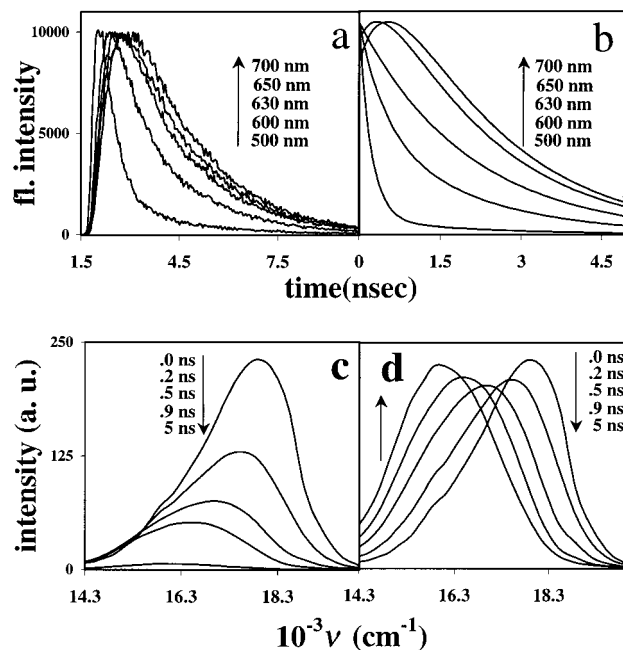 a
b
10000
5000
0
fl. intensity
700 nm
650 nm
630 nm
600 nm
500 nm
700 nm
650 nm
630 nm
600 nm
500 nm
1.5
4.5
7.5
0
1.5
3
4.5
time(nsec)
250
125
0
intensity (a. u.)
.0 ns
.2 ns
.5 ns
.9 ns
5 ns
c
d
.0 ns
.2 ns
.5 ns
.9 ns
5 ns
14.3
16.3
18.3
14.3
16.3
18.3
10⁻³ν (cm⁻¹)